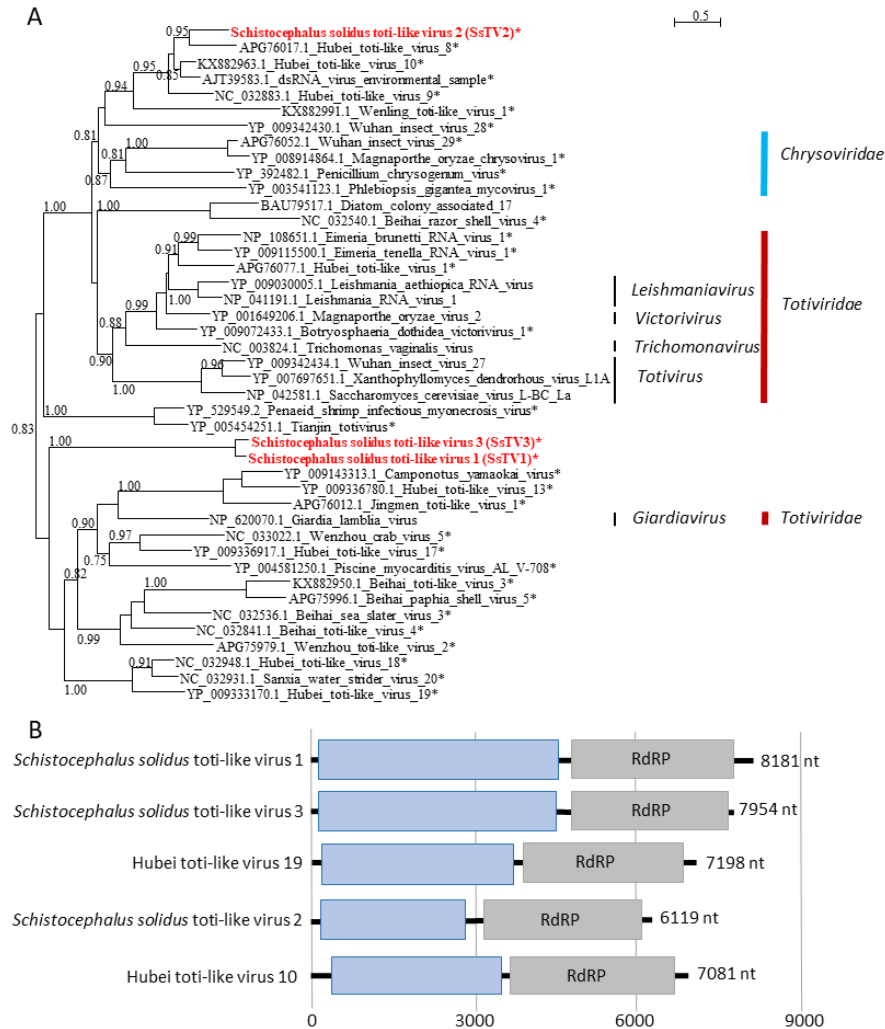 A
0.5
0.95
Schistocephalus solidus toti-like virus 2 (SsTV2)*
APG76017.1_Hubei_toti-like_virus_8*
0.95
0.85
KX882963.1_Hubei_toti-like_virus_10*
AJT39583.1_dsRNA_virus_environmental_sample*
0.94
NC_032883.1_Hubei_toti-like_virus_9*
KX882991.1_Wenling_toti-like_virus_1*
YP_009342430.1_Wuhan_insect_virus_28*
0.81
1.00
APG76052.1_Wuhan_insect_virus_29*
0.81
YP_008914864.1_Magnaporthe_oryzae_chrysovirus_1*
Chrysoviridae
0.87
YP_392482.1_Penicillium_chrysogenum_virus*
YP_003541123.1_Phlebiopsis_gigantea_mycovirus_1*
1.00
1.00
BAU79517.1_Diatom_colony_associated_17
NC_032540.1_Beihai_razor_shell_virus_4*
0.99
NP_108651.1_Eimeria_brunetti_RNA_virus_1*
0.91
YP_009115500.1_Eimeria_tenella_RNA_virus_1*
APG76077.1_Hubei_toti-like_virus_1*
YP_009030005.1_Leishmania_aethiopica_RNA_virus
Leishmaniavirus
1.00
NP_041191.1_Leishmania_RNA_virus_1
Totiviridae
0.99
YP_001649206.1_Magnaporthe_oryzae_virus_2
Victorivirus
0.88
YP_009072433.1_Botryosphaeria_dothidea_victorivirus_1*
NC_003824.1_Trichomonas_vaginalis_virus
Trichomonavirus
0.90
0.96
YP_009342434.1_Wuhan_insect_virus_27
YP_007697651.1_Xanthophyllomyces_dendrorhous_virus_L1A
Totivirus
1.00
NP_042581.1_Saccharomyces_cerevisiae_virus_L-BC_La
1.00
YP_529549.2_Penaeid_shrimp_infectious_myonecrosis_virus*
0.83
YP_005454251.1_Tianjin_totivirus*
1.00
Schistocephalus solidus toti-like virus 3 (SsTV3)*
Schistocephalus solidus toti-like virus 1 (SsTV1)*
YP_009143313.1_Camponotus_yamaokai_virus*
1.00
YP_009336780.1_Hubei_toti-like_virus_13*
APG76012.1_Jingmen_toti-like_virus_1*
NP_620070.1_Giardia_lamblia_virus
Giardiavirus
Totiviridae
0.90
0.97
NC_033022.1_Wenzhou_crab_virus_5*
YP_009336917.1_Hubei_toti-like_virus_17*
0.75
YP_004581250.1_Piscine_myocarditis_virus_AL_V-708*
0.82
1.00
KX882950.1_Beihai_toti-like_virus_3*
APG75996.1_Beihai_paphia_shell_virus_5*
NC_032536.1_Beihai_sea_slater_virus_3*
NC_032841.1_Beihai_toti-like_virus_4*
0.99
APG75979.1_Wenzhou_toti-like_virus_2*
0.91
NC_032948.1_Hubei_toti-like_virus_18*
NC_032931.1_Sanxia_water_strider_virus_20*
1.00
YP_009333170.1_Hubei_toti-like_virus_19*
B
Schistocephalus solidus toti-like virus 1
RdRP
8181 nt
Schistocephalus solidus toti-like virus 3
RdRP
7954 nt
Hubei toti-like virus 19
RdRP
7198 nt
Schistocephalus solidus toti-like virus 2
RdRP
6119 nt
Hubei toti-like virus 10
RdRP
7081 nt
0
3000
6000
9000